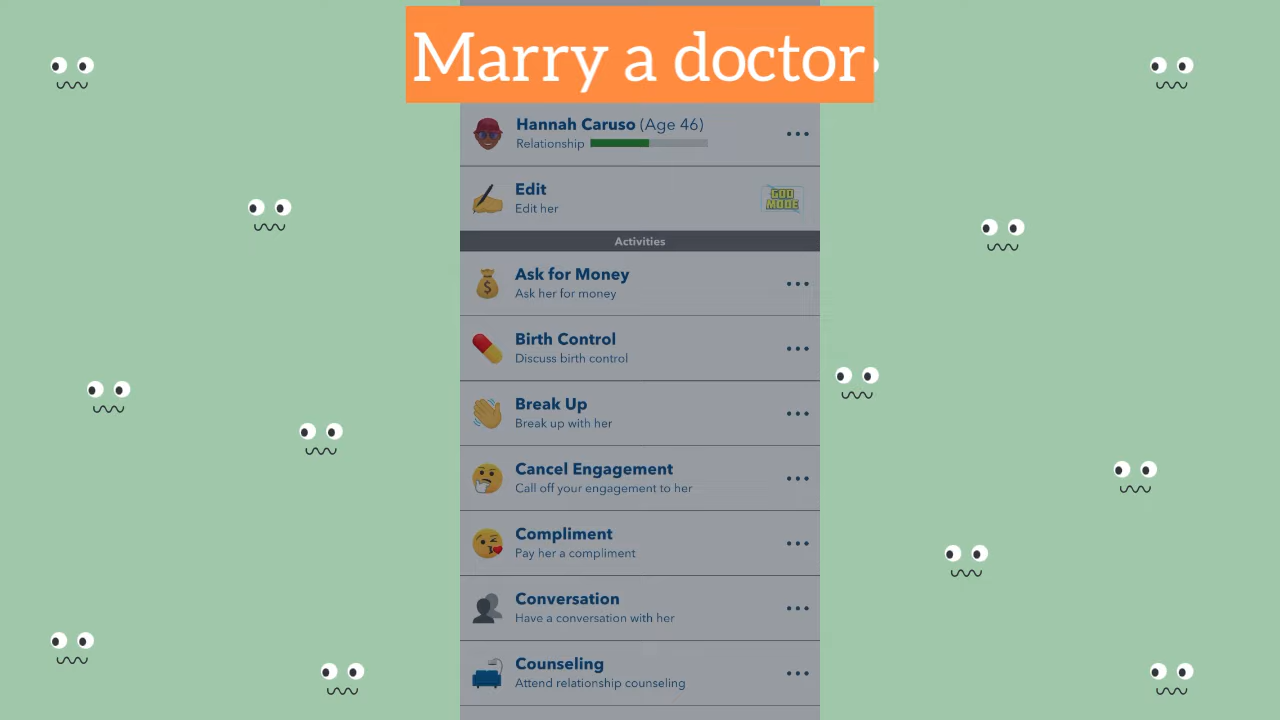 Marry a doctor
Hannah Caruso (Age 46)
Relationship
Edit
Edit her
GOD
MODE
Activities
Ask for Money
Ask her for money
Birth Control
Discuss birth control
Break Up
Break up with her
Cancel Engagement
Call off your engagement to her
Compliment
Pay her a compliment
Conversation
Have a conversation with her
Counseling
Attend relationship counseling